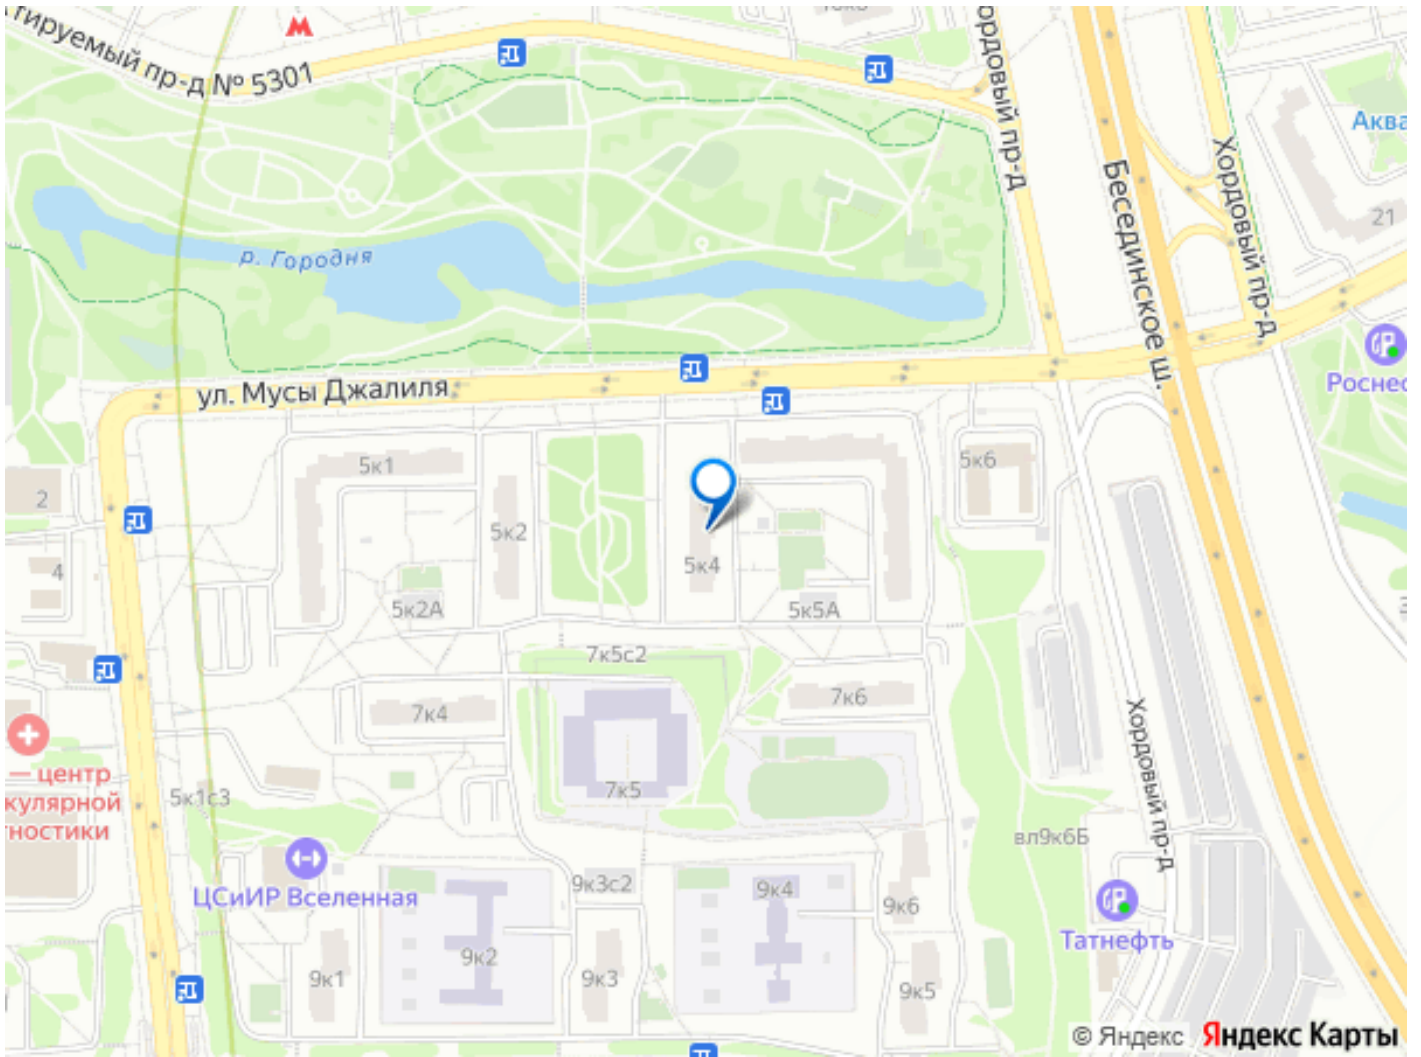 тируемый пр-д № 5301
ордовый пр-д
Хордовый пр-д
Бесединское ш.
Аква
21
р. Городня
ул. Мусы Джалиля
Роснес
5к1
5к6
2
5к2
4
5к4
5к2А
5к5А
7к5с2
7к6
7к4
Хордовый пр-д
— центр
кулярной
ностики
5к1с3
7к5
вл9к6Б
ЦСиИР Вселенная
9к3с2
9к4
9к6
Татнефть
9к2
9к1
9к3
9к5
© Яндекс Яндекс Карты